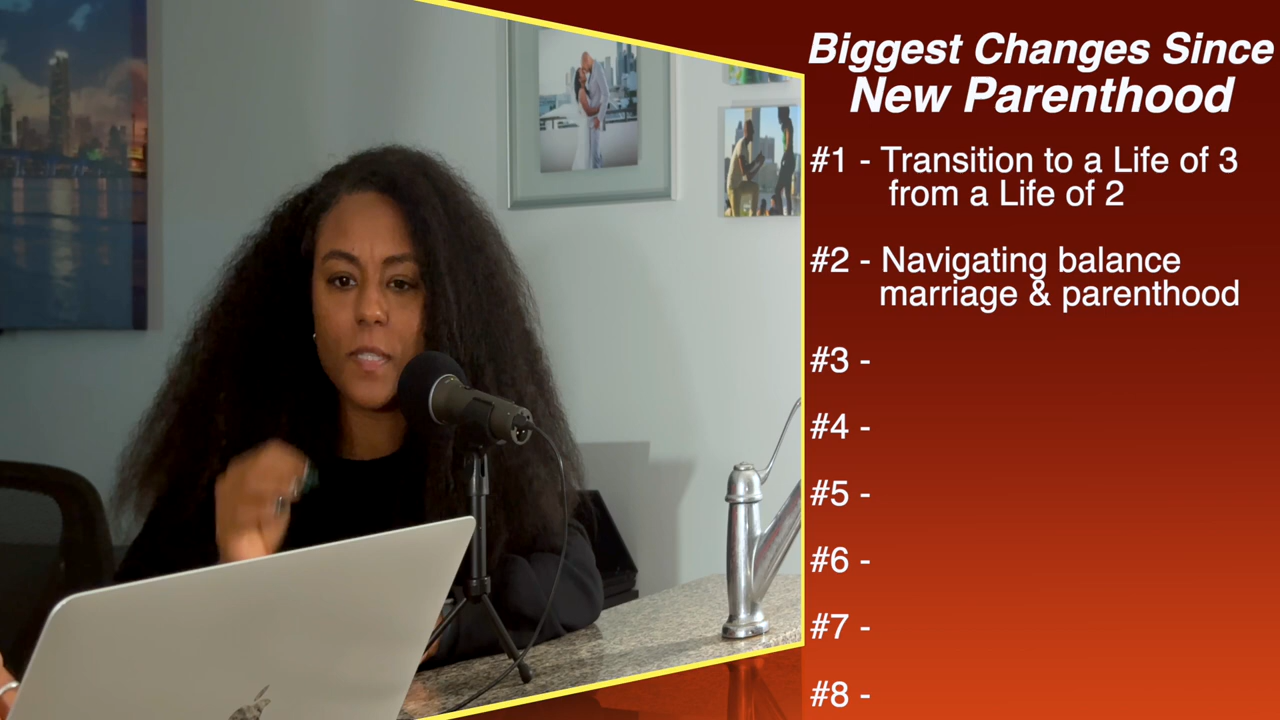 Biggest Changes Since
New Parenthood
#1 - Transition to a Life of 3
from a Life of 2
#2 - Navigating balance
marriage & parenthood
#3 -
#4 -
#5 -
#6 -
#7 -
#8 -